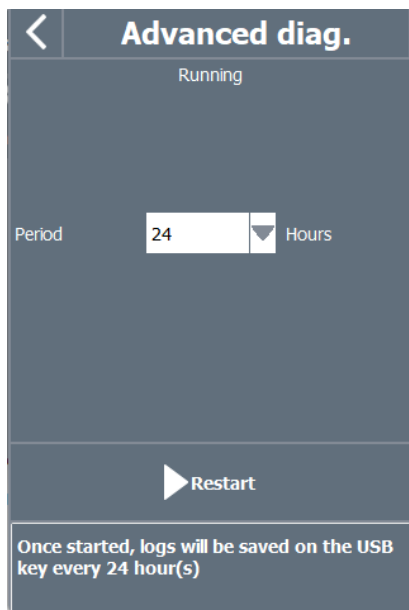 Advanced diag.
Running
Period 24 Hours
Restart
Once started, logs will be saved on the USB
key every 24 hour(s)